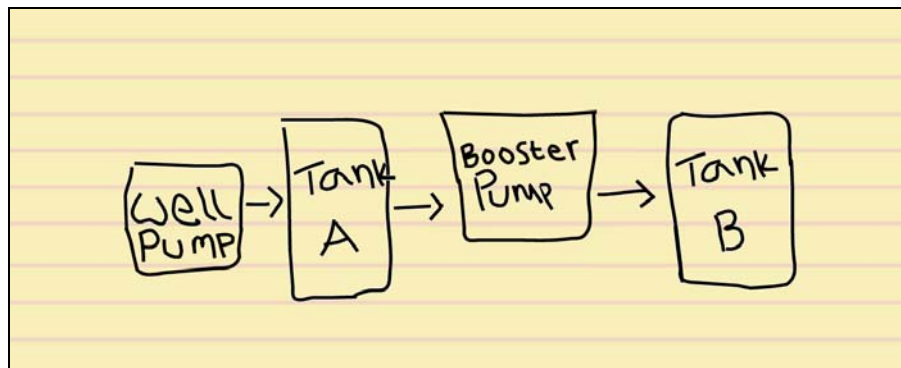 Well
Pump
Tank
A
Booster
Pump
Tank
B